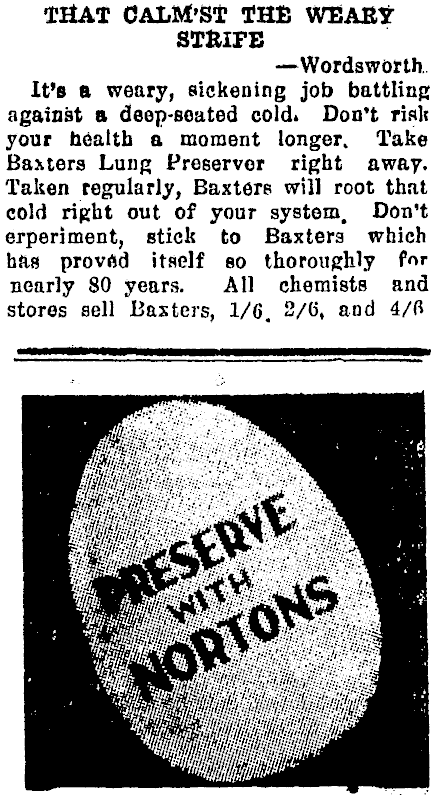 THAT CALM'ST THE WEARY
STRIFE
—Wordsworth.
It's a weary, sickening job battling
against a deep-seated cold. Don't risk
your health a moment longer. Take
Baxters Lung Preserver right away.
Taken regularly, Baxters will root that
cold right out of your system. Don't
erperiment, stick to Baxters which
has proved itself so thoroughly for
nearly 80 years. All chemists and
stores sell Baxters, 1/6, 2/6, and 4/6
PRESERVE
WITH
NORTONS